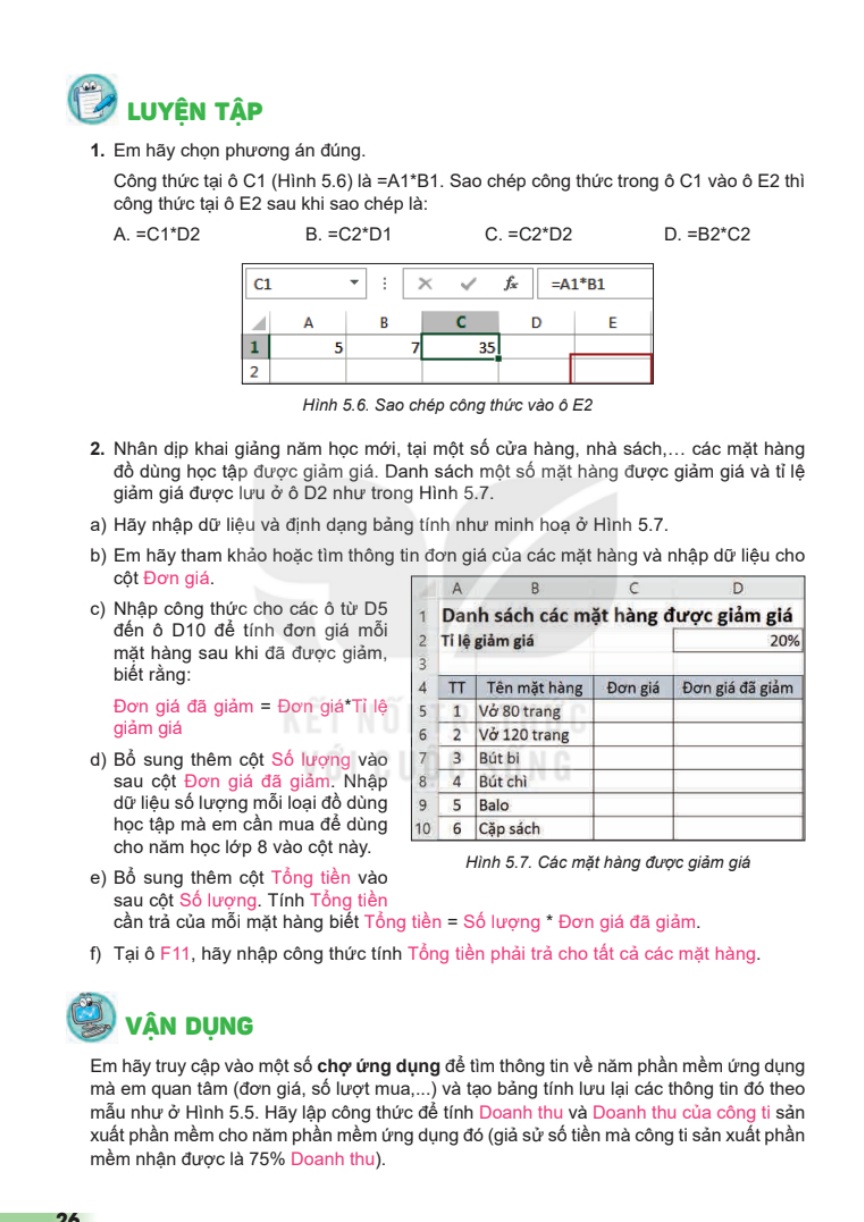 LUYỆN TẬP
1. Em hãy chọn phương án đúng.
Công thức tại ô C1 (Hình 5.6) là =A1*B1. Sao chép công thức trong ô C1 vào ô E2 thì
công thức tại ô E2 sau khi sao chép là:
A. =C1*D2 B. =C2*D1 C. =C2*D2 D. =B2*C2
C1 fx =A1*B1
A B C D E
1 5 7 35
2
Hình 5.6. Sao chép công thức vào ô E2
2. Nhân dịp khai giảng năm học mới, tại một số cửa hàng, nhà sách,... các mặt hàng
đồ dùng học tập được giảm giá. Danh sách một số mặt hàng được giảm giá và tỉ lệ
giảm giá được lưu ở ô D2 như trong Hình 5.7.
a) Hãy nhập dữ liệu và định dạng bảng tính như minh hoạ ở Hình 5.7.
b) Em hãy tham khảo hoặc tìm thông tin đơn giá của các mặt hàng và nhập dữ liệu cho
cột Đơn giá.
c) Nhập công thức cho các ô từ D5
đến ô D10 để tính đơn giá mỗi
mặt hàng sau khi đã được giảm,
biết rằng:
Đơn giá đã giảm = Đơn giá*Tỉ lệ
giảm giá
d) Bổ sung thêm cột Số lượng vào
sau cột Đơn giá đã giảm. Nhập
dữ liệu số lượng mỗi loại đồ dùng
học tập mà em cần mua để dùng
cho năm học lớp 8 vào cột này.
A B C D
1 Danh sách các mặt hàng được giảm giá
2 Tỉ lệ giảm giá 20%
3
4 TT Tên mặt hàng Đơn giá Đơn giá đã giảm
5 1 Vở 80 trang
6 2 Vở 120 trang
7 3 Bút bi
8 4 Bút chì
9 5 Balo
10 6 Cặp sách
Hình 5.7. Các mặt hàng được giảm giá
e) Bổ sung thêm cột Tổng tiền vào
sau cột Số lượng. Tính Tổng tiền
cần trả của mỗi mặt hàng biết Tổng tiền = Số lượng * Đơn giá đã giảm.
f) Tại ô F11, hãy nhập công thức tính Tổng tiền phải trả cho tất cả các mặt hàng.
KẾT NỐI TRI THỨC
VỚI CUỘC SỐNG
VẬN DỤNG
Em hãy truy cập vào một số chợ ứng dụng để tìm thông tin về năm phần mềm ứng dụng
mà em quan tâm (đơn giá, số lượt mua,...) và tạo bảng tính lưu lại các thông tin đó theo
mẫu như ở Hình 5.5. Hãy lập công thức để tính Doanh thu và Doanh thu của công ti sản
xuất phần mềm cho năm phần mềm ứng dụng đó (giả sử số tiền mà công ti sản xuất phần
mềm nhận được là 75% Doanh thu).
26